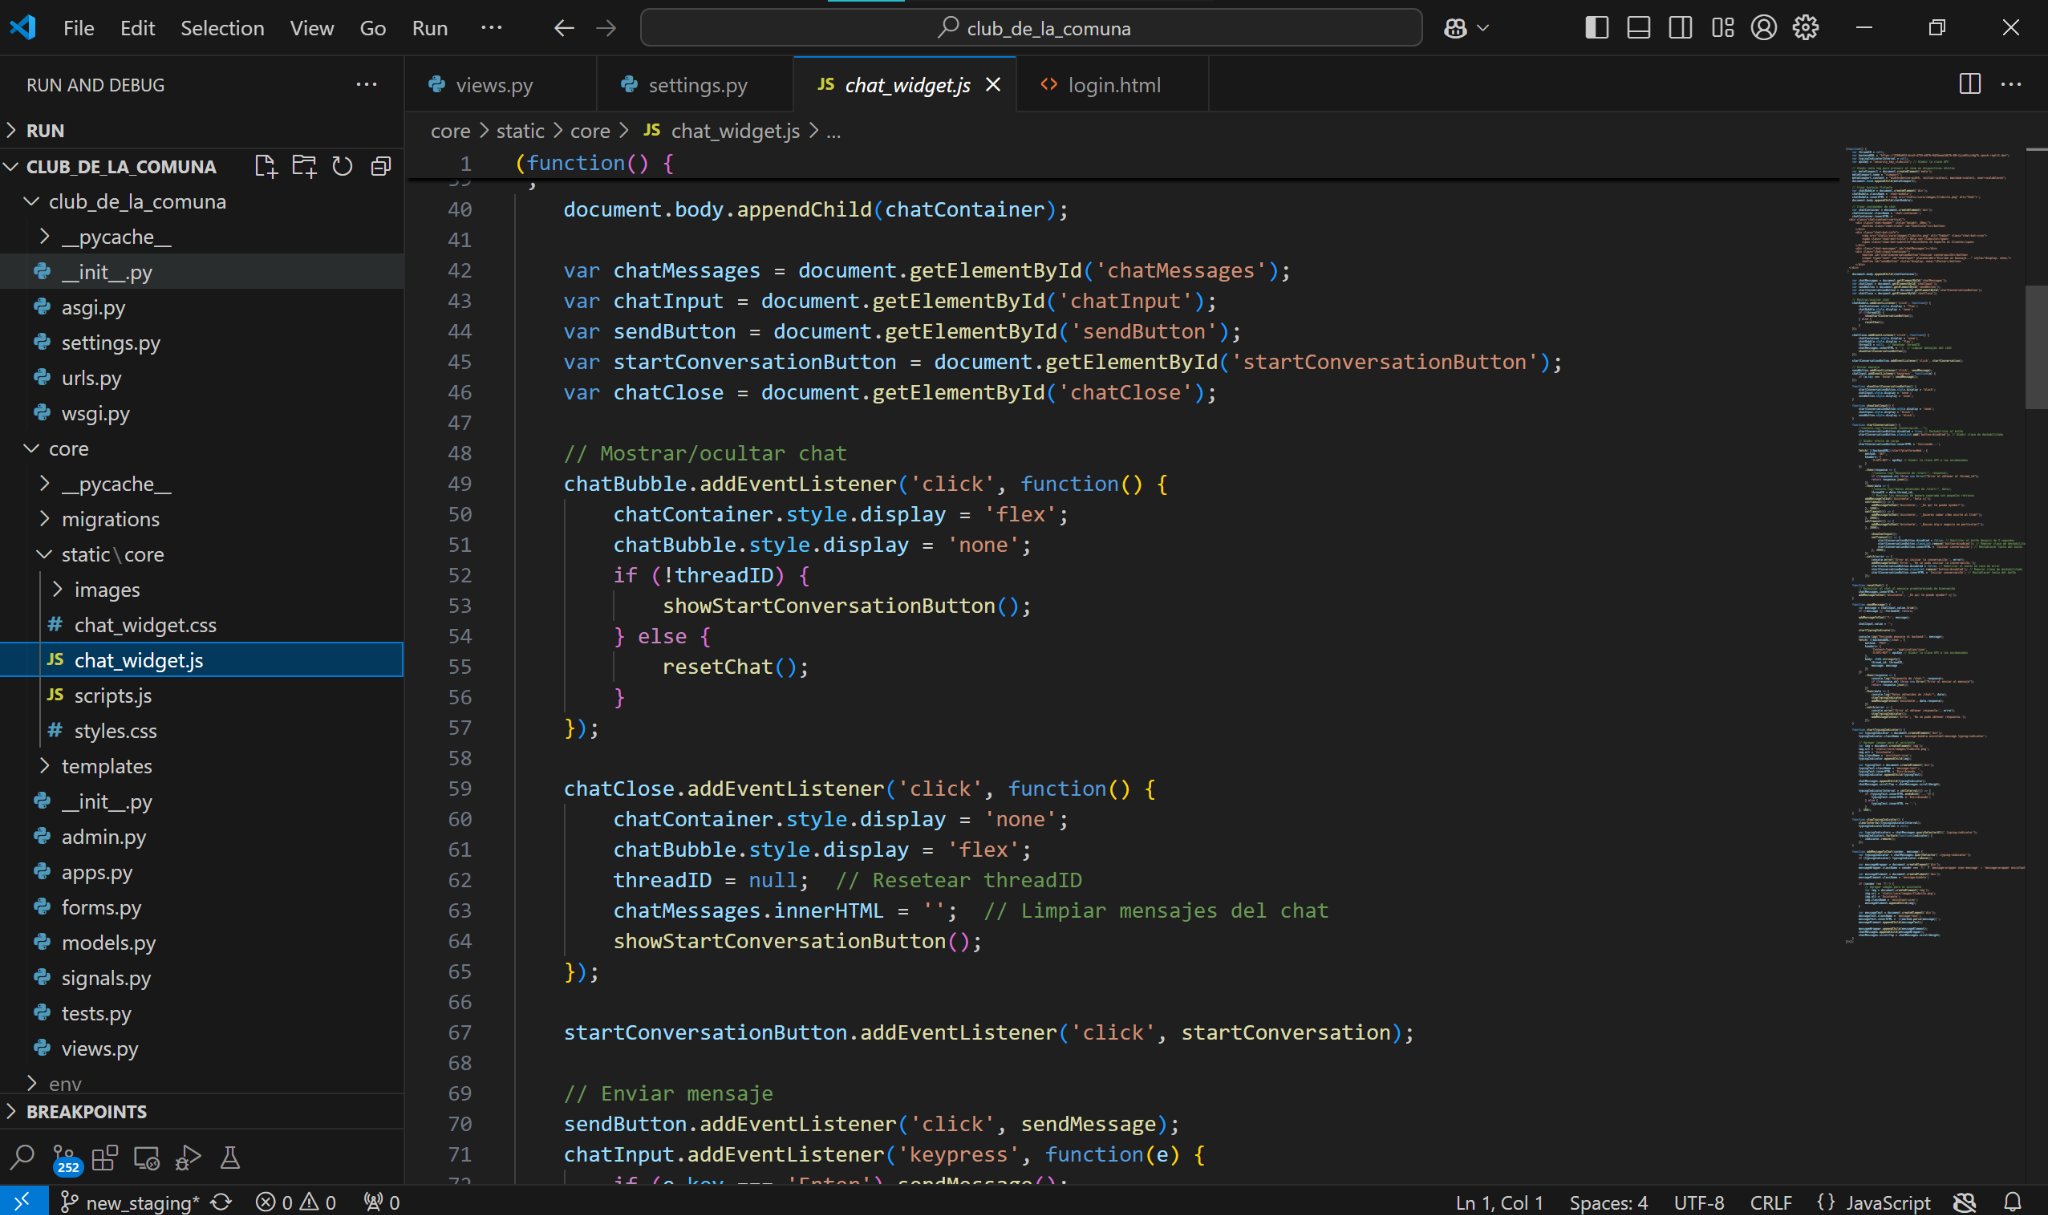 File Edit Selection View Go Run ··· club_de_la_comuna
RUN AND DEBUG ···
RUN
CLUB_DE_LA_COMUNA
club_de_la_comuna
__pycache__
__init__.py
asgi.py
settings.py
urls.py
wsgi.py
core
__pycache__
migrations
static\core
images
# chat_widget.css
JS chat_widget.js
JS scripts.js
# styles.css
templates
__init__.py
admin.py
apps.py
forms.py
models.py
signals.py
tests.py
views.py
env
BREAKPOINTS
252
views.py settings.py JS chat_widget.js login.html
core > static > core > JS chat_widget.js > ...
1 (function() {
39 ;
40 document.body.appendChild(chatContainer);
41
42 var chatMessages = document.getElementById('chatMessages');
43 var chatInput = document.getElementById('chatInput');
44 var sendButton = document.getElementById('sendButton');
45 var startConversationButton = document.getElementById('startConversationButton');
46 var chatClose = document.getElementById('chatClose');
47
48 // Mostrar/ocultar chat
49 chatBubble.addEventListener('click', function() {
50 chatContainer.style.display = 'flex';
51 chatBubble.style.display = 'none';
52 if (!threadID) {
53 showStartConversationButton();
54 } else {
55 resetChat();
56 }
57 });
58
59 chatClose.addEventListener('click', function() {
60 chatContainer.style.display = 'none';
61 chatBubble.style.display = 'flex';
62 threadID = null; // Resetear threadID
63 chatMessages.innerHTML = ''; // Limpiar mensajes del chat
64 showStartConversationButton();
65 });
66
67 startConversationButton.addEventListener('click', startConversation);
68
69 // Enviar mensaje
70 sendButton.addEventListener('click', sendMessage);
71 chatInput.addEventListener('keypress', function(e) {
72 if (e.key === 'Enter') sendMessage();
new_staging* 0 0 0 Ln 1, Col 1 Spaces: 4 UTF-8 CRLF {} JavaScript